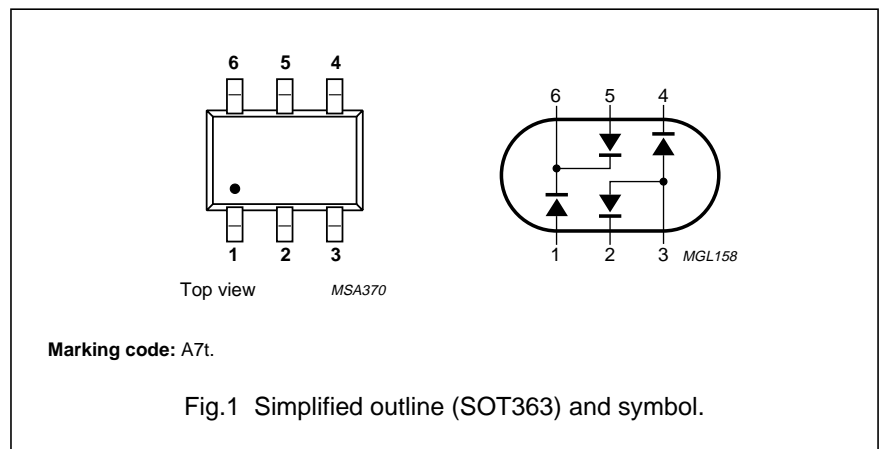 6 5 4
1 2 3
Top view MSA370
6 5 4
1 2 3 MGL158
Marking code: A7t.
Fig.1 Simplified outline (SOT363) and symbol.